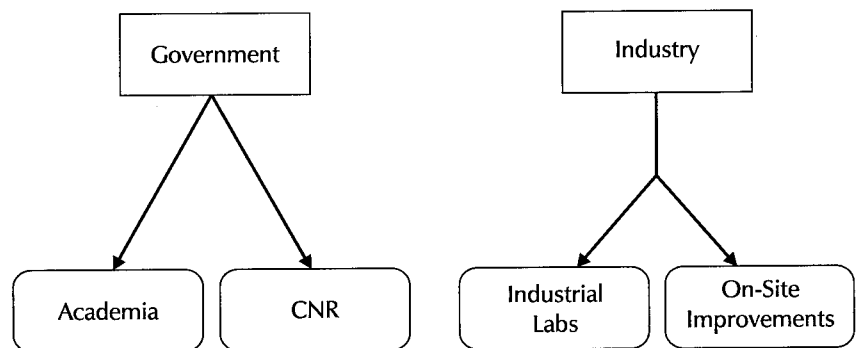 Government
Industry
Academia
CNR
Industrial
Labs
On-Site
Improvements